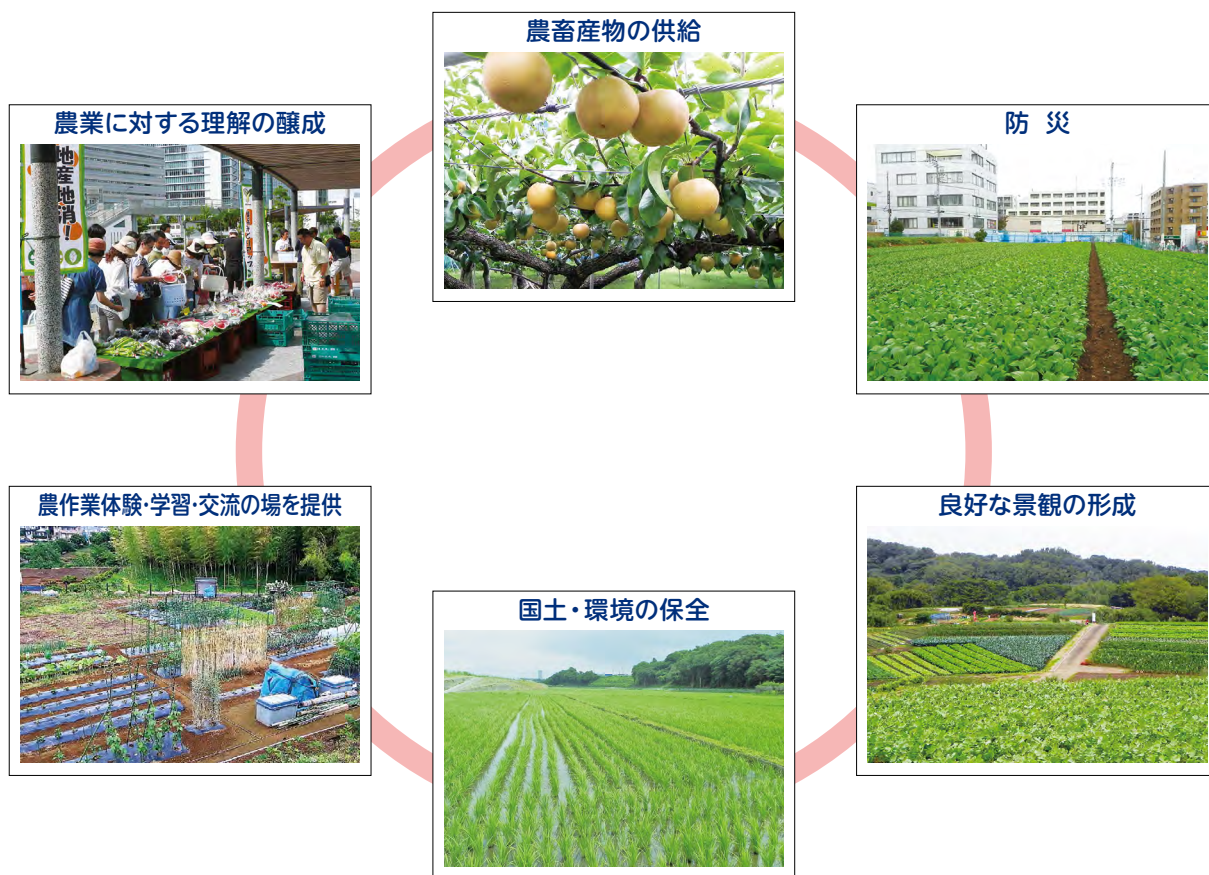 農畜産物の供給
農業に対する理解の醸成
地産地消!
防 災
農作業体験・学習・交流の場を提供
良好な景観の形成
国土・環境の保全